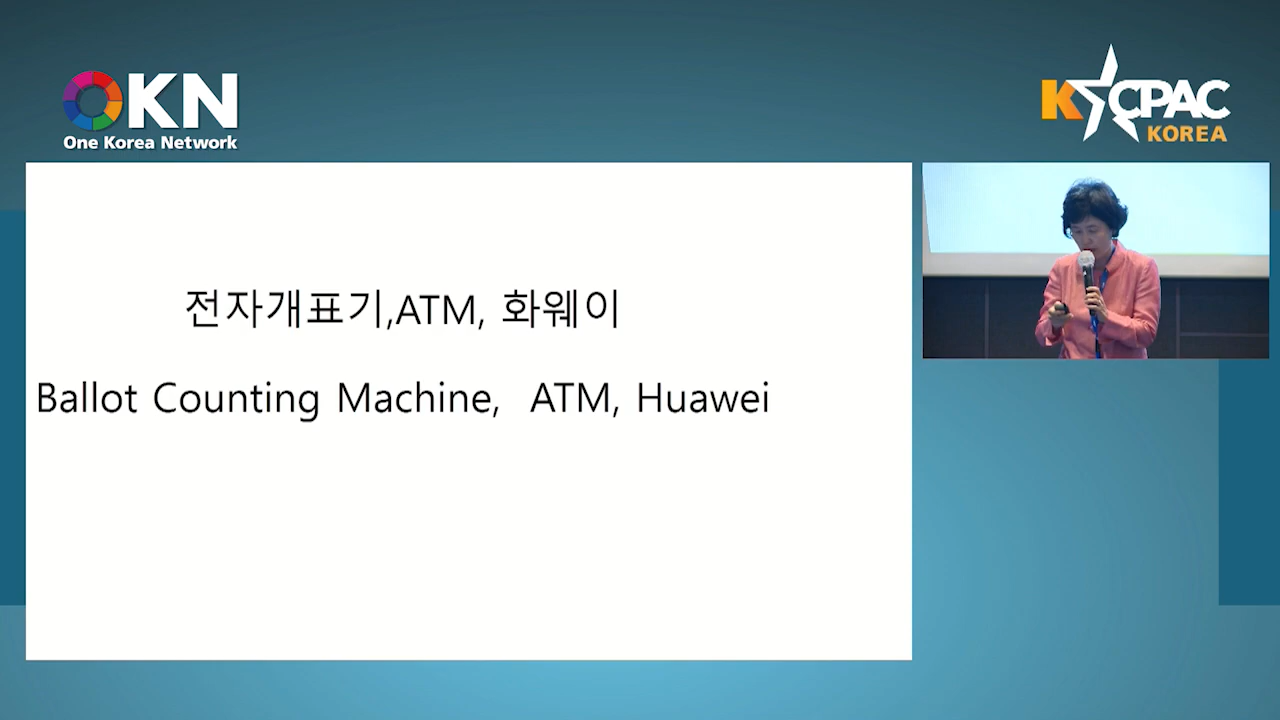 OKN
One Korea Network
KCPAC
KOREA
전자개표기,ATM, 화웨이
Ballot Counting Machine, ATM, Huawei